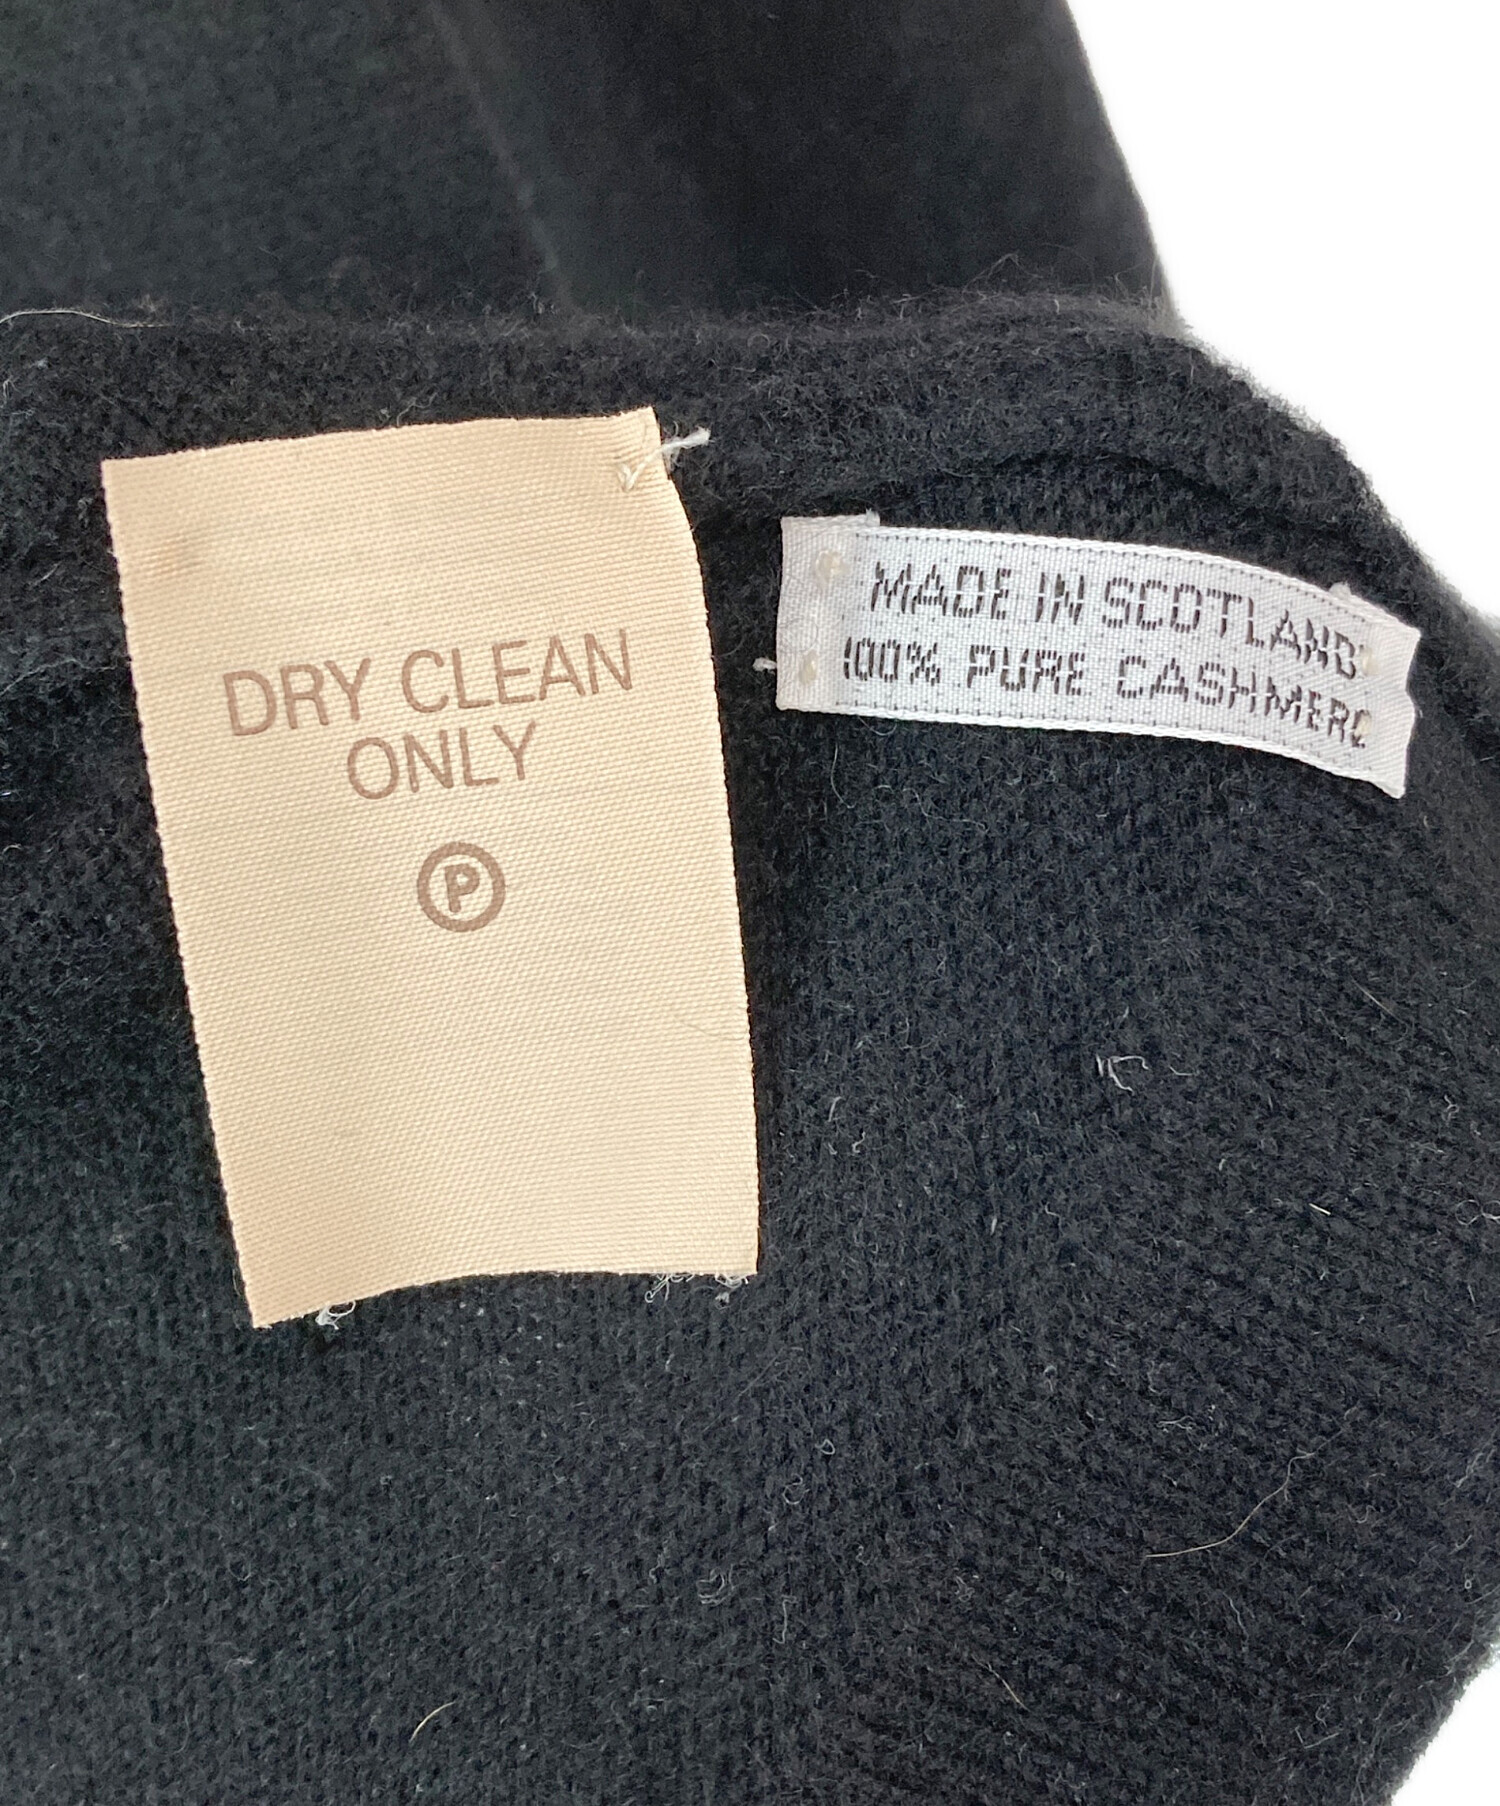 DRY CLEAN
ONLY
P
MADE IN SCOTLAND
100% PURE CASHMERE